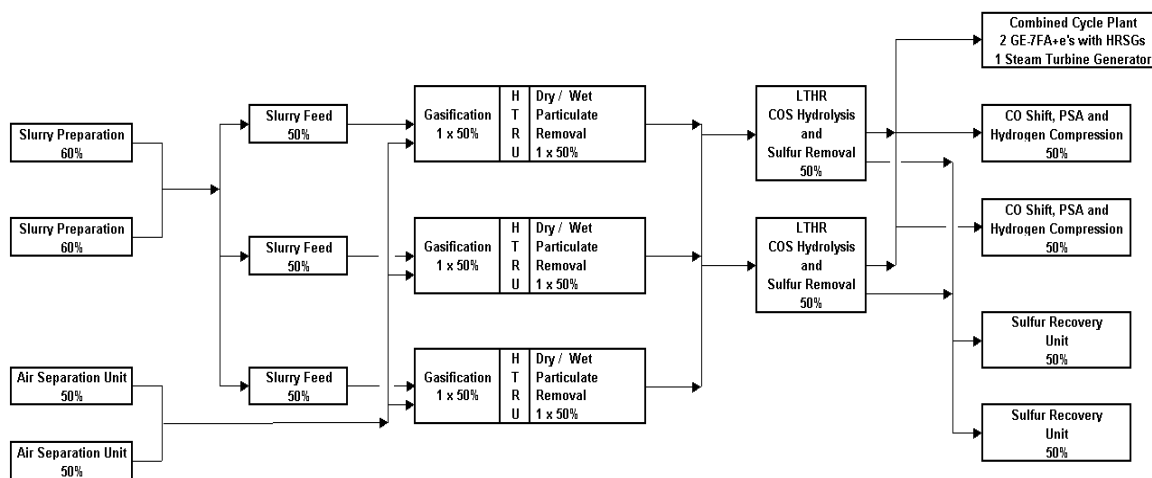 Slurry Preparation
60%
Slurry Preparation
60%
Air Separation Unit
50%
Air Separation Unit
50%
Slurry Feed
50%
Slurry Feed
50%
Slurry Feed
50%
Gasification
1 x 50%
H
T
R
U
Dry / Wet
Particulate
Removal
1 x 50%
Gasification
1 x 50%
H
T
R
U
Dry / Wet
Particulate
Removal
1 x 50%
Gasification
1 x 50%
H
T
R
U
Dry / Wet
Particulate
Removal
1 x 50%
LTHR
COS Hydrolysis
and
Sulfur Removal
50%
LTHR
COS Hydrolysis
and
Sulfur Removal
50%
Combined Cycle Plant
2 GE-7FA+e's with HRSGs
1 Steam Turbine Generator
CO Shift, PSA and
Hydrogen Compression
50%
CO Shift, PSA and
Hydrogen Compression
50%
Sulfur Recovery
Unit
50%
Sulfur Recovery
Unit
50%